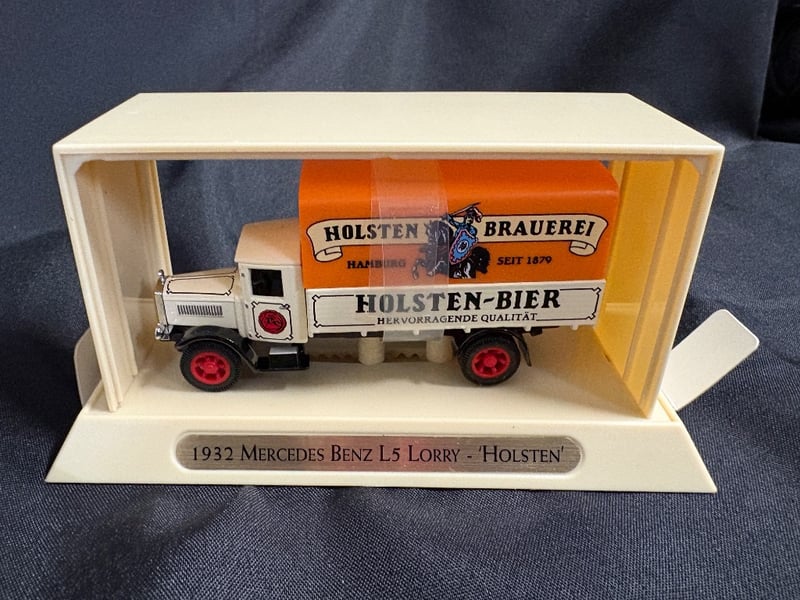 HOLSTEN BRAUEREI
HAMBURG SEIT 1879
HOLSTEN-BIER
HERVORRAGENDE QUALITÄT
1932 MERCEDES BENZ L5 LORRY - 'HOLSTEN'